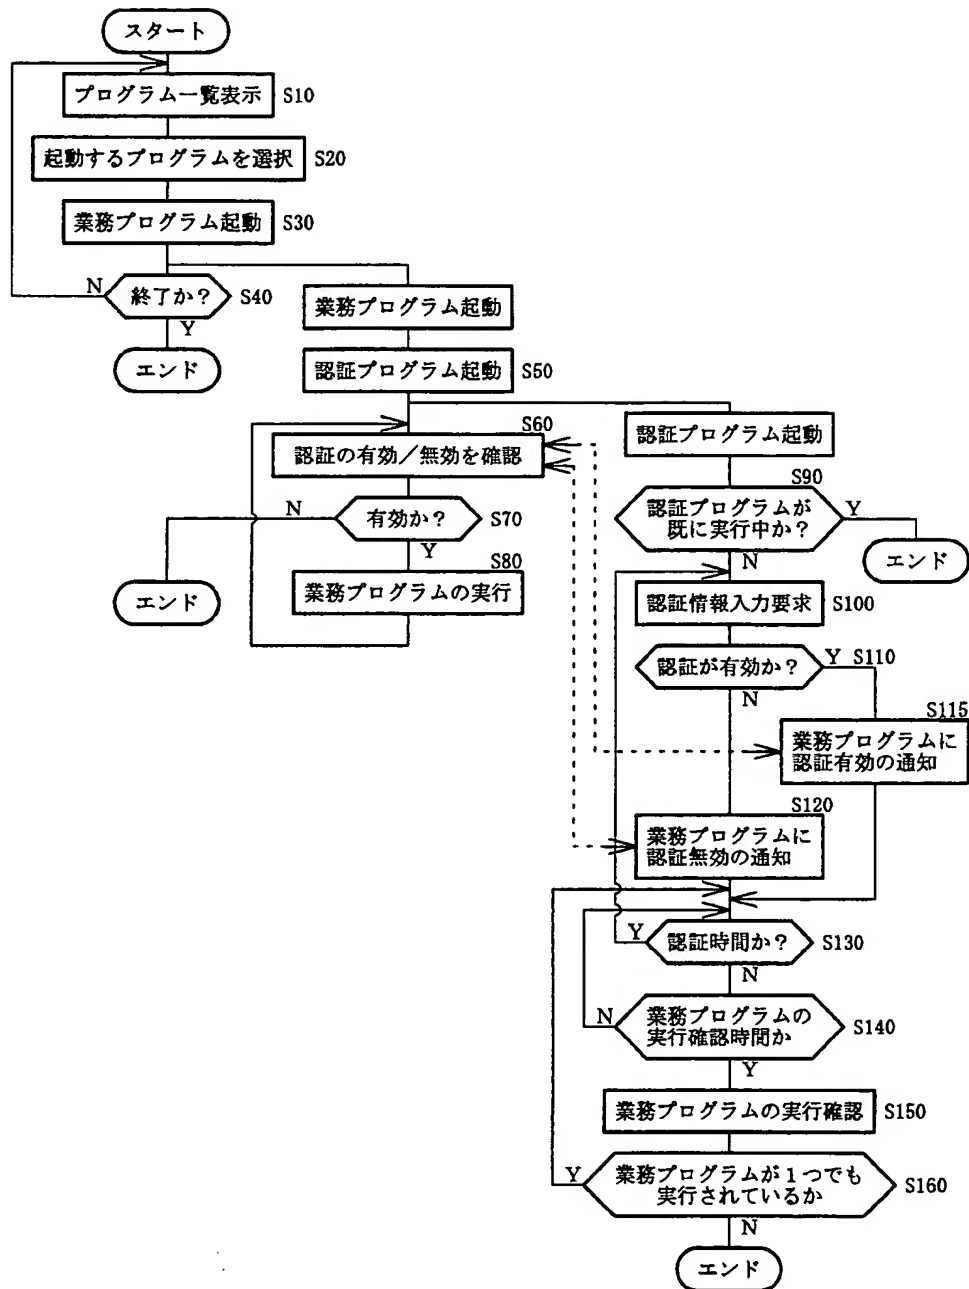 スタート
プログラム一覧表示 S10
起動するプログラムを選択 S20
業務プログラム起動 S30
終了か? S40
N
Y
エンド
業務プログラム起動
認証プログラム起動 S50
S60
認証の有効/無効を確認
有効か? S70
N
Y
エンド
S80
業務プログラムの実行
認証プログラム起動
S90
認証プログラムが
既に実行中か?
Y
N
エンド
認証情報入力要求 S100
認証が有効か?
Y S110
N
S115
業務プログラムに
認証有効の通知
S120
業務プログラムに
認証無効の通知
認証時間か? S130
Y
N
業務プログラムの
実行確認時間か
S140
N
Y
業務プログラムの実行確認 S150
業務プログラムが1つでも
実行されているか
S160
Y
N
エンド